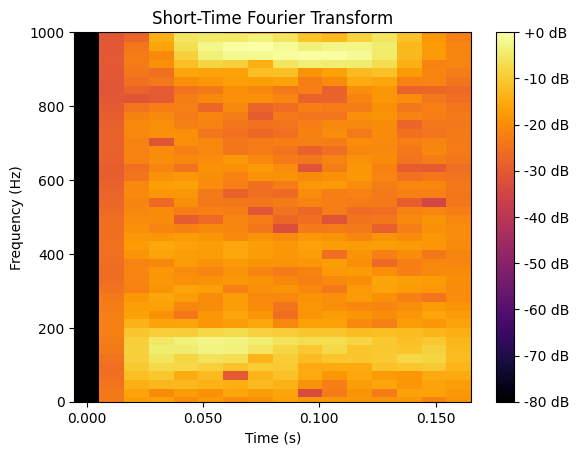 Short-Time Fourier Transform
1000
800
600
400
200
0
Frequency (Hz)
0.000
0.050
0.100
0.150
Time (s)
+0 dB
-10 dB
-20 dB
-30 dB
-40 dB
-50 dB
-60 dB
-70 dB
-80 dB